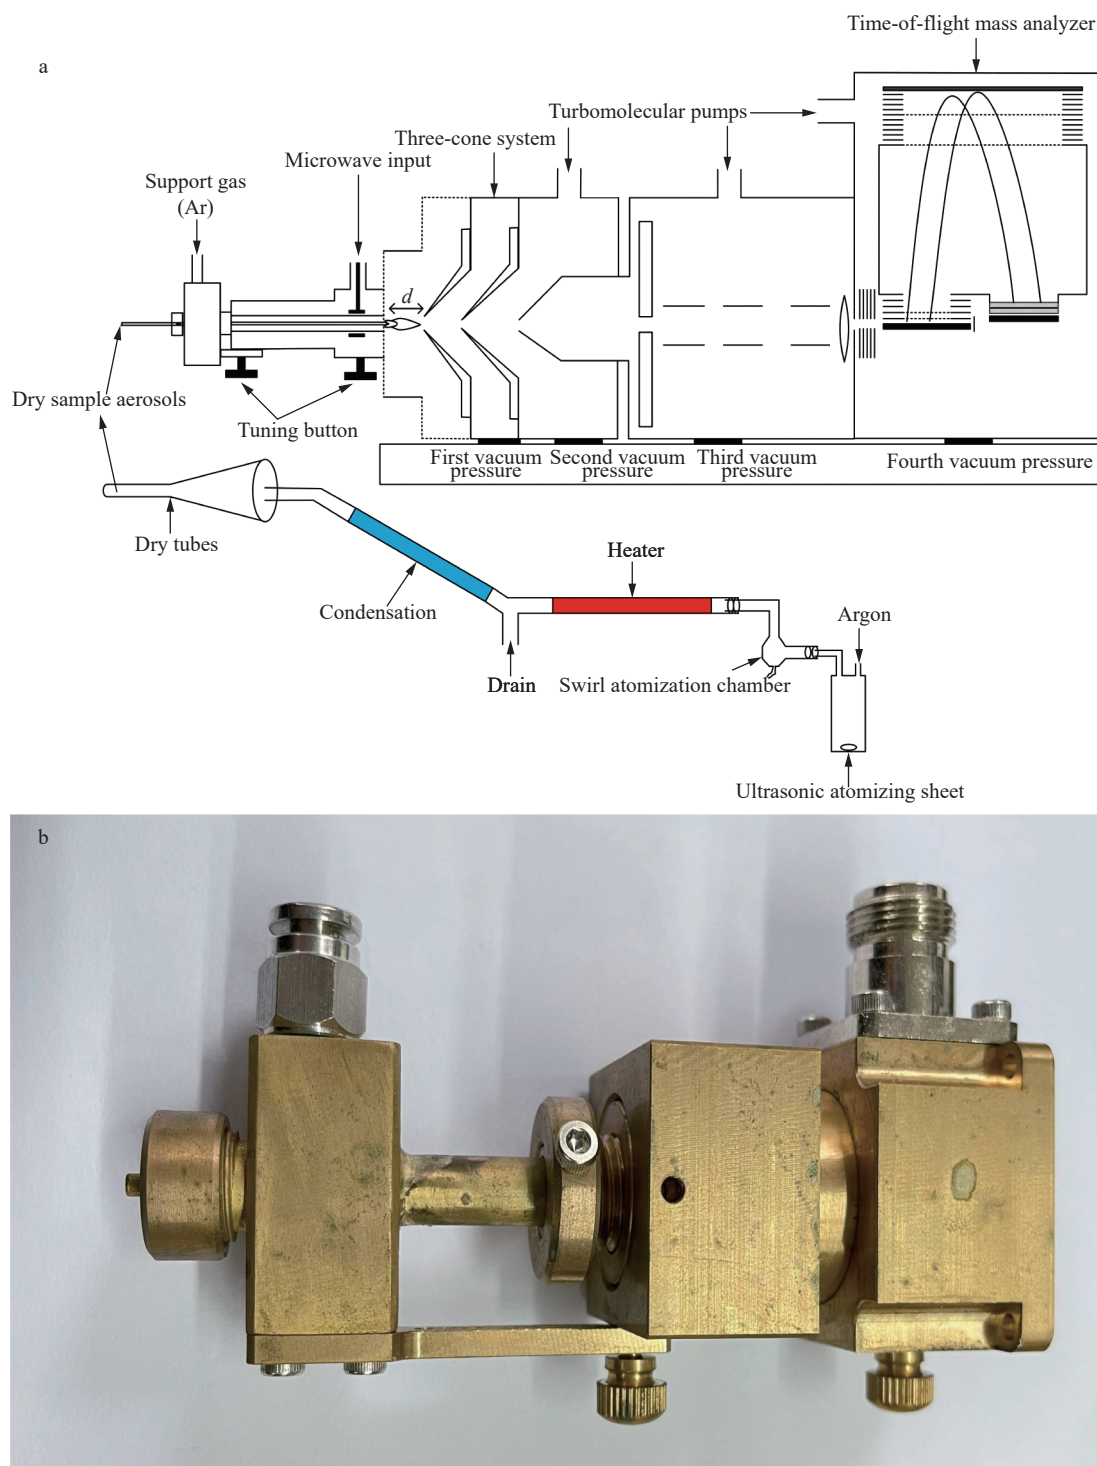 a
Time-of-flight mass analyzer
Turbomolecular pumps
Three-cone system
Microwave input
Support gas
(Ar)
d
Dry sample aerosols
Tuning button
First vacuum
pressure
Second vacuum
pressure
Third vacuum
pressure
Fourth vacuum pressure
Dry tubes
Condensation
Heater
Argon
Drain
Swirl atomization chamber
Ultrasonic atomizing sheet
b